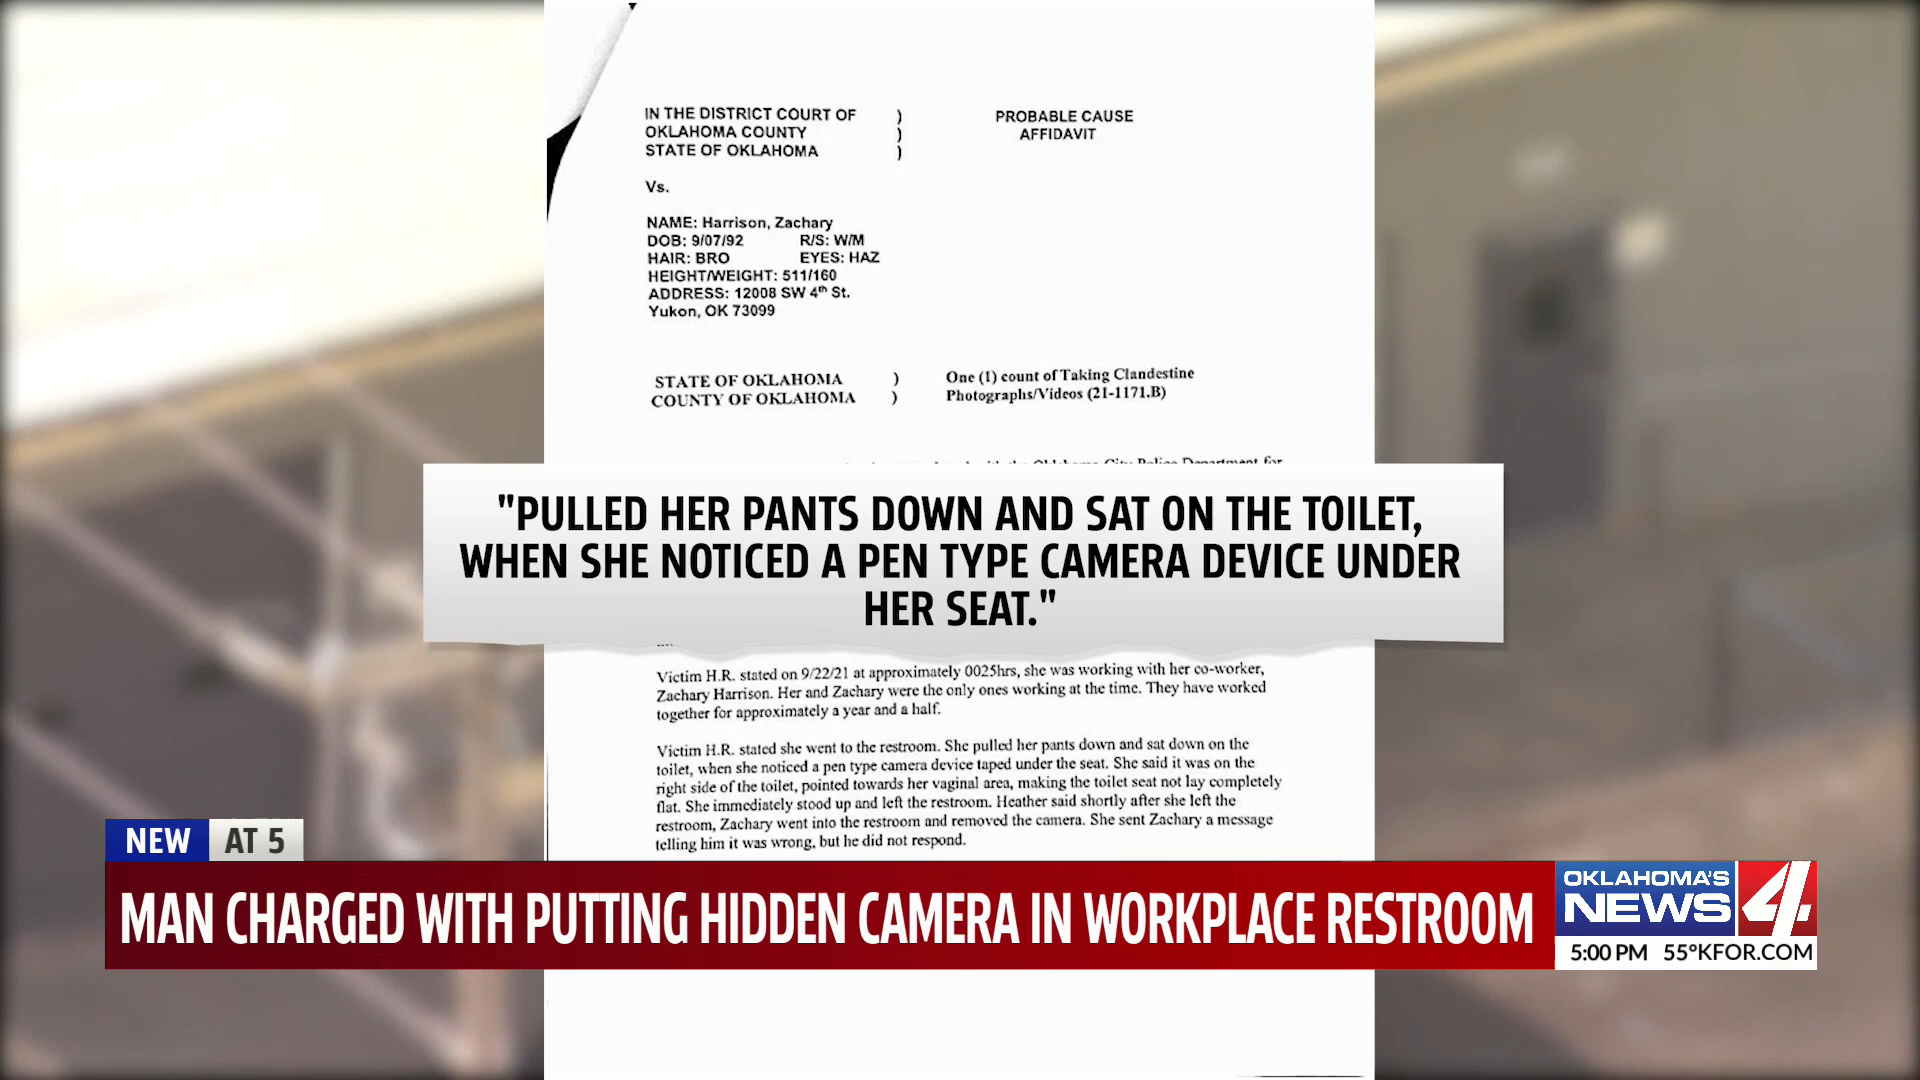 IN THE DISTRICT COURT OF ) PROBABLE CAUSE
OKLAHOMA COUNTY ) AFFIDAVIT
STATE OF OKLAHOMA )
Vs.
NAME: Harrison, Zachary
DOB: 9/07/92 R/S: W/M
HAIR: BRO EYES: HAZ
HEIGHT/WEIGHT: 511/160
ADDRESS: 12008 SW 4th St.
Yukon, OK 73099
STATE OF OKLAHOMA ) One (1) count of Taking Clandestine
COUNTY OF OKLAHOMA ) Photographs/Videos (21-1171.B)
with the Oklahoma City Police Department for
"PULLED HER PANTS DOWN AND SAT ON THE TOILET,
WHEN SHE NOTICED A PEN TYPE CAMERA DEVICE UNDER
HER SEAT."
Victim H.R. stated on 9/22/21 at approximately 0025hrs, she was working with her co-worker,
Zachary Harrison. Her and Zachary were the only ones working at the time. They have worked
together for approximately a year and a half.
Victim H.R. stated she went to the restroom. She pulled her pants down and sat down on the
toilet, when she noticed a pen type camera device taped under the seat. She said it was on the
right side of the toilet, pointed towards her vaginal area, making the toilet seat not lay completely
flat. She immediately stood up and left the restroom. Heather said shortly after she left the
restroom, Zachary went into the restroom and removed the camera. She sent Zachary a message
telling him it was wrong, but he did not respond.
NEW AT 5
MAN CHARGED WITH PUTTING HIDDEN CAMERA IN WORKPLACE RESTROOM
OKLAHOMA'S
NEWS 4
5:00 PM 55° KFOR.COM